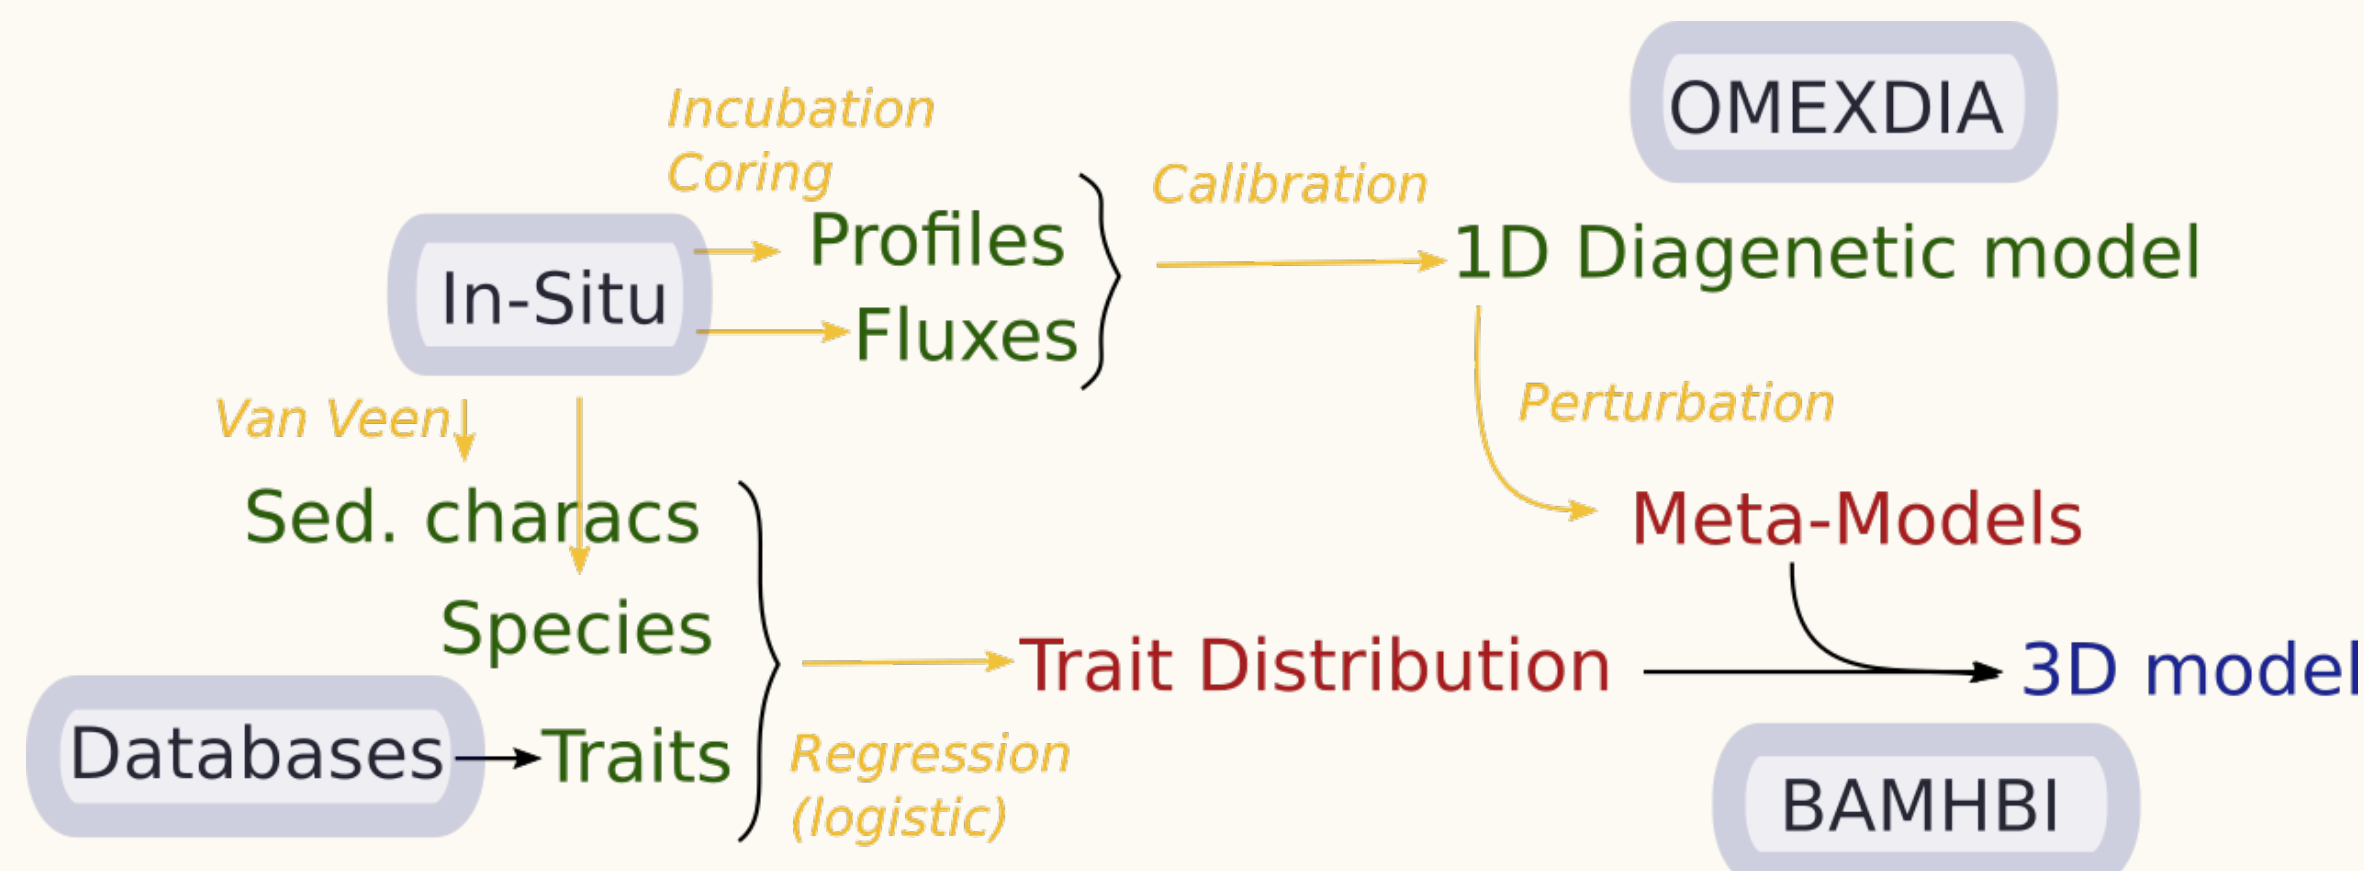 OMEXDIA
Incubation
Coring
Calibration
Profiles
1D Diagenetic model
In-Situ
Fluxes
Van Veen
Perturbation
Sed. characs
Meta-Models
Species
Trait Distribution
3D model
Databases
Traits
Regression
(logistic)
BAMHBI